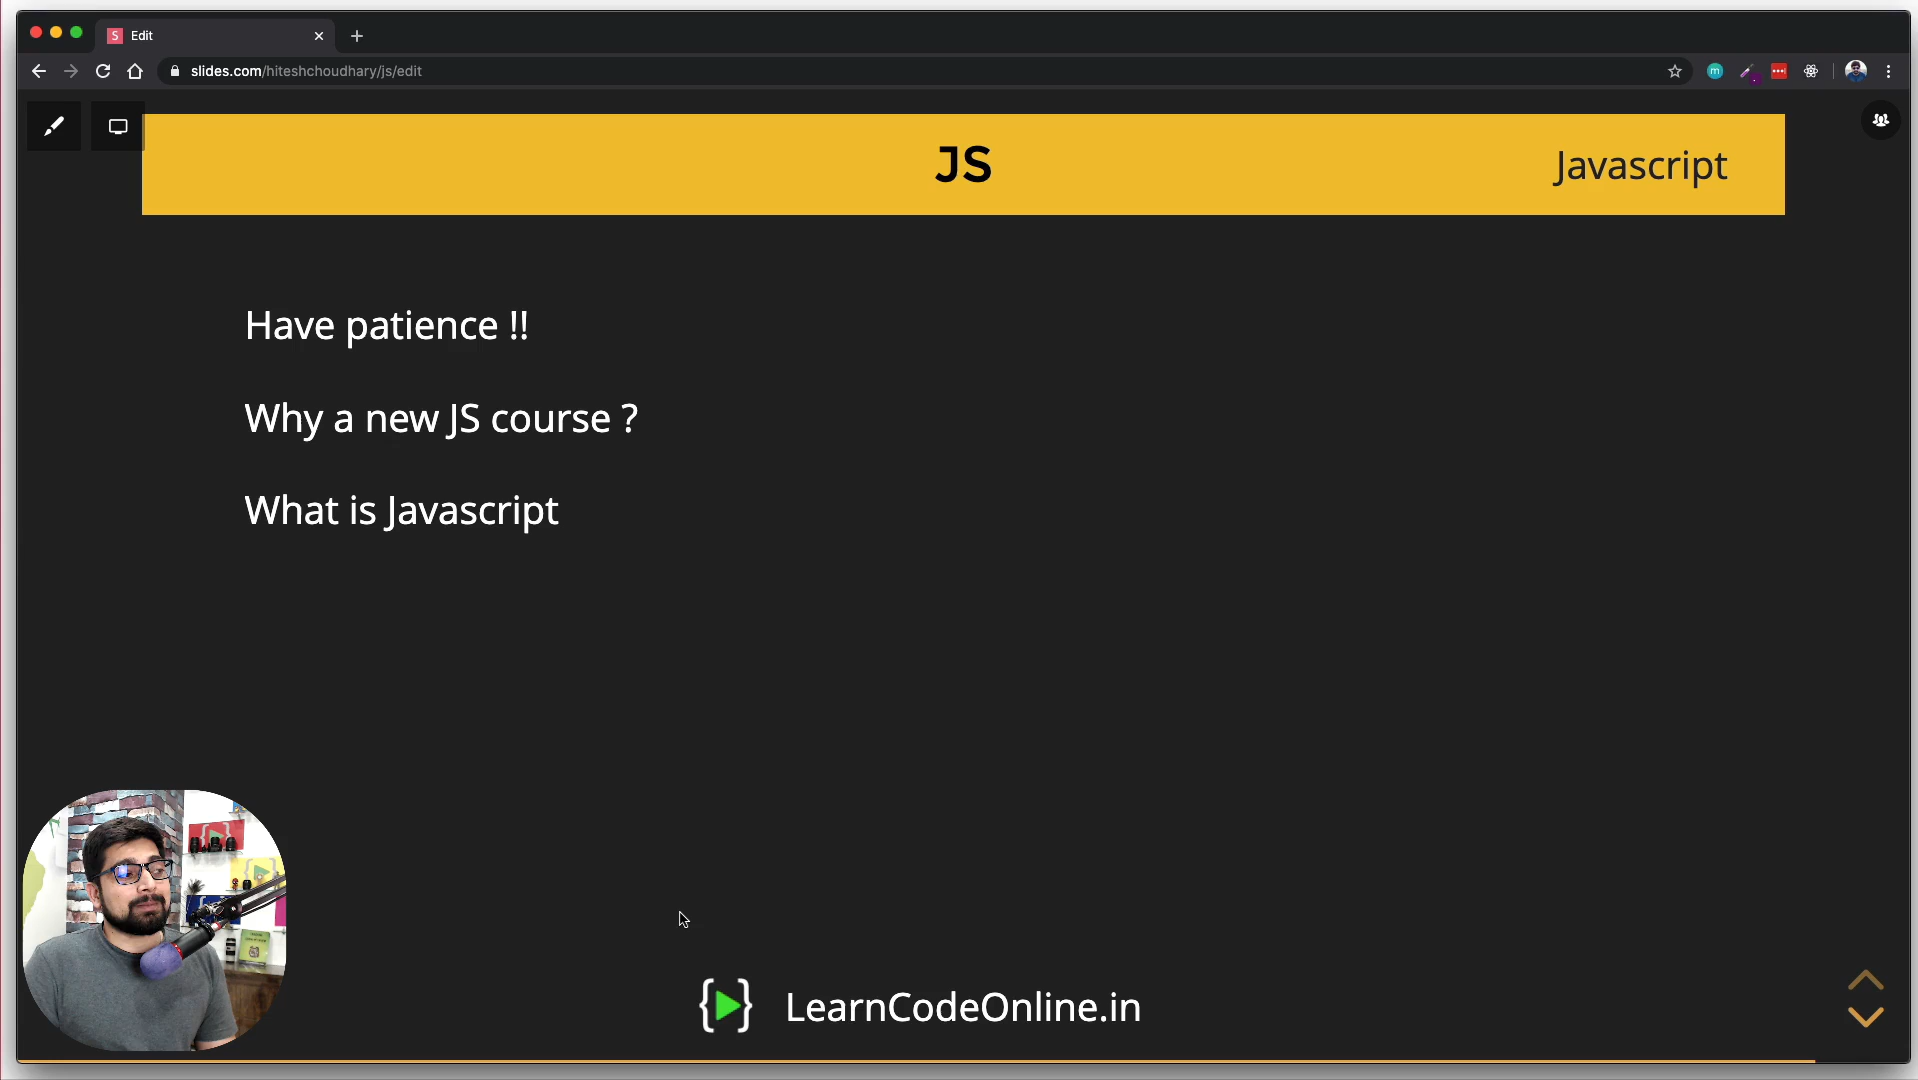 Edit
slides.com/hiteshchoudhary/js/edit
JS
Javascript
Have patience !!
Why a new JS course ?
What is Javascript
LearnCodeOnline.in